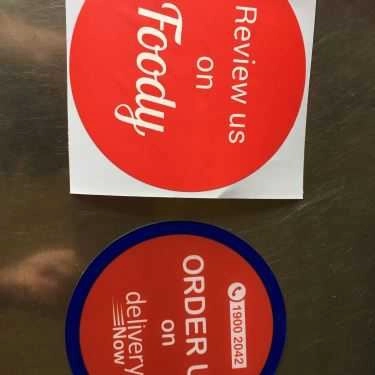 Review us
on
Foody
1900 2042
ORDER U
on
delivery
Now